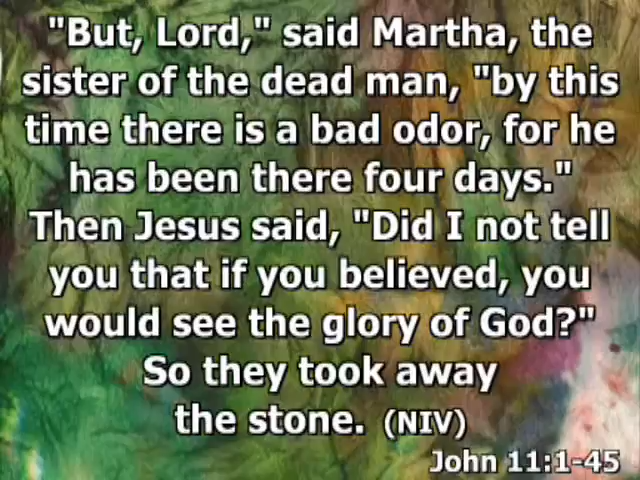 "But, Lord," said Martha, the
sister of the dead man, "by this
time there is a bad odor, for he
has been there four days."
Then Jesus said, "Did I not tell
you that if you believed, you
would see the glory of God?"
So they took away
the stone. (NIV)
John 11:1-45